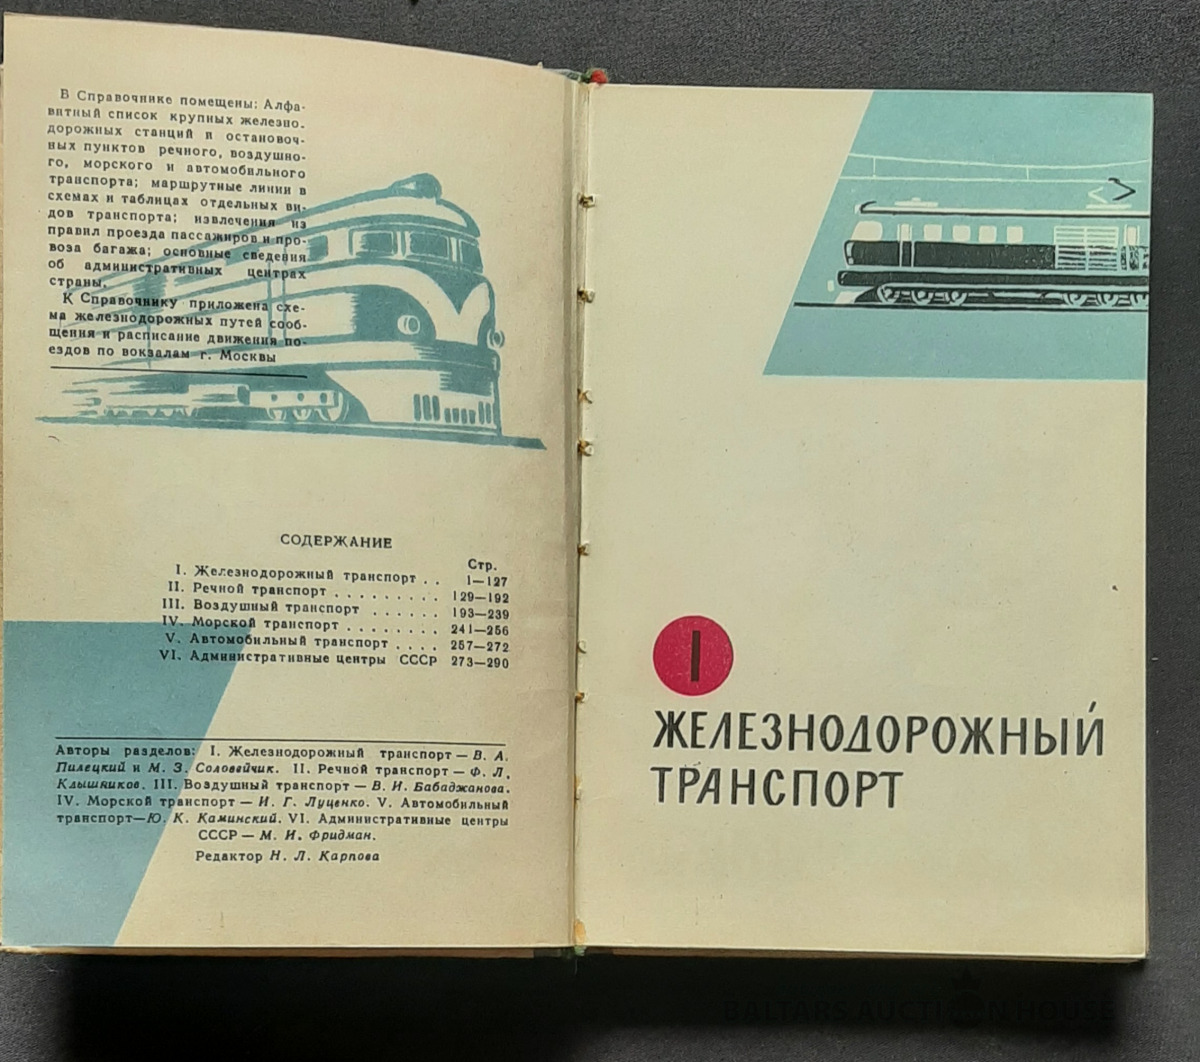 В Справочнике помещены: Алфа-
витный список крупных железно-
дорожных станций и остановоч-
ных пунктов речного, воздушно-
го, морского и автомобильного
транспорта; маршрутные линии в
схемах и таблицах отдельных ви-
дов транспорта; извлечения из
правил проезда пассажиров и про-
воза багажа; основные сведения
об административных центрах
страны.
К Справочнику приложена схе-
ма железнодорожных путей сооб-
щения и расписание движения по-
ездов по вокзалам г. Москвы
СОДЕРЖАНИЕ
Стр.
I. Железнодорожный транспорт . . 1—127
II. Речной транспорт . . . . . . . . . 129—192
III. Воздушный транспорт . . . . . . 193—239
IV. Морской транспорт . . . . . . . . 241—256
V. Автомобильный транспорт . . . . 257—272
VI. Административные центры СССР 273—290
Авторы разделов: I. Железнодорожный транспорт — В. А.
Пилецкий и М. З. Соловейчик. II. Речной транспорт — Ф. Л.
Клышников. III. Воздушный транспорт — В. И. Бабаджанова.
IV. Морской транспорт — И. Г. Луценко. V. Автомобильный
транспорт—Ю. К. Каминский. VI. Административные центры
СССР — М. И. Фридман.
Редактор Н. Л. Карпова
I
ЖЕЛЕЗНОДОРОЖНЫЙ
ТРАНСПОРТ
BALTARS AUCTION HOUSE